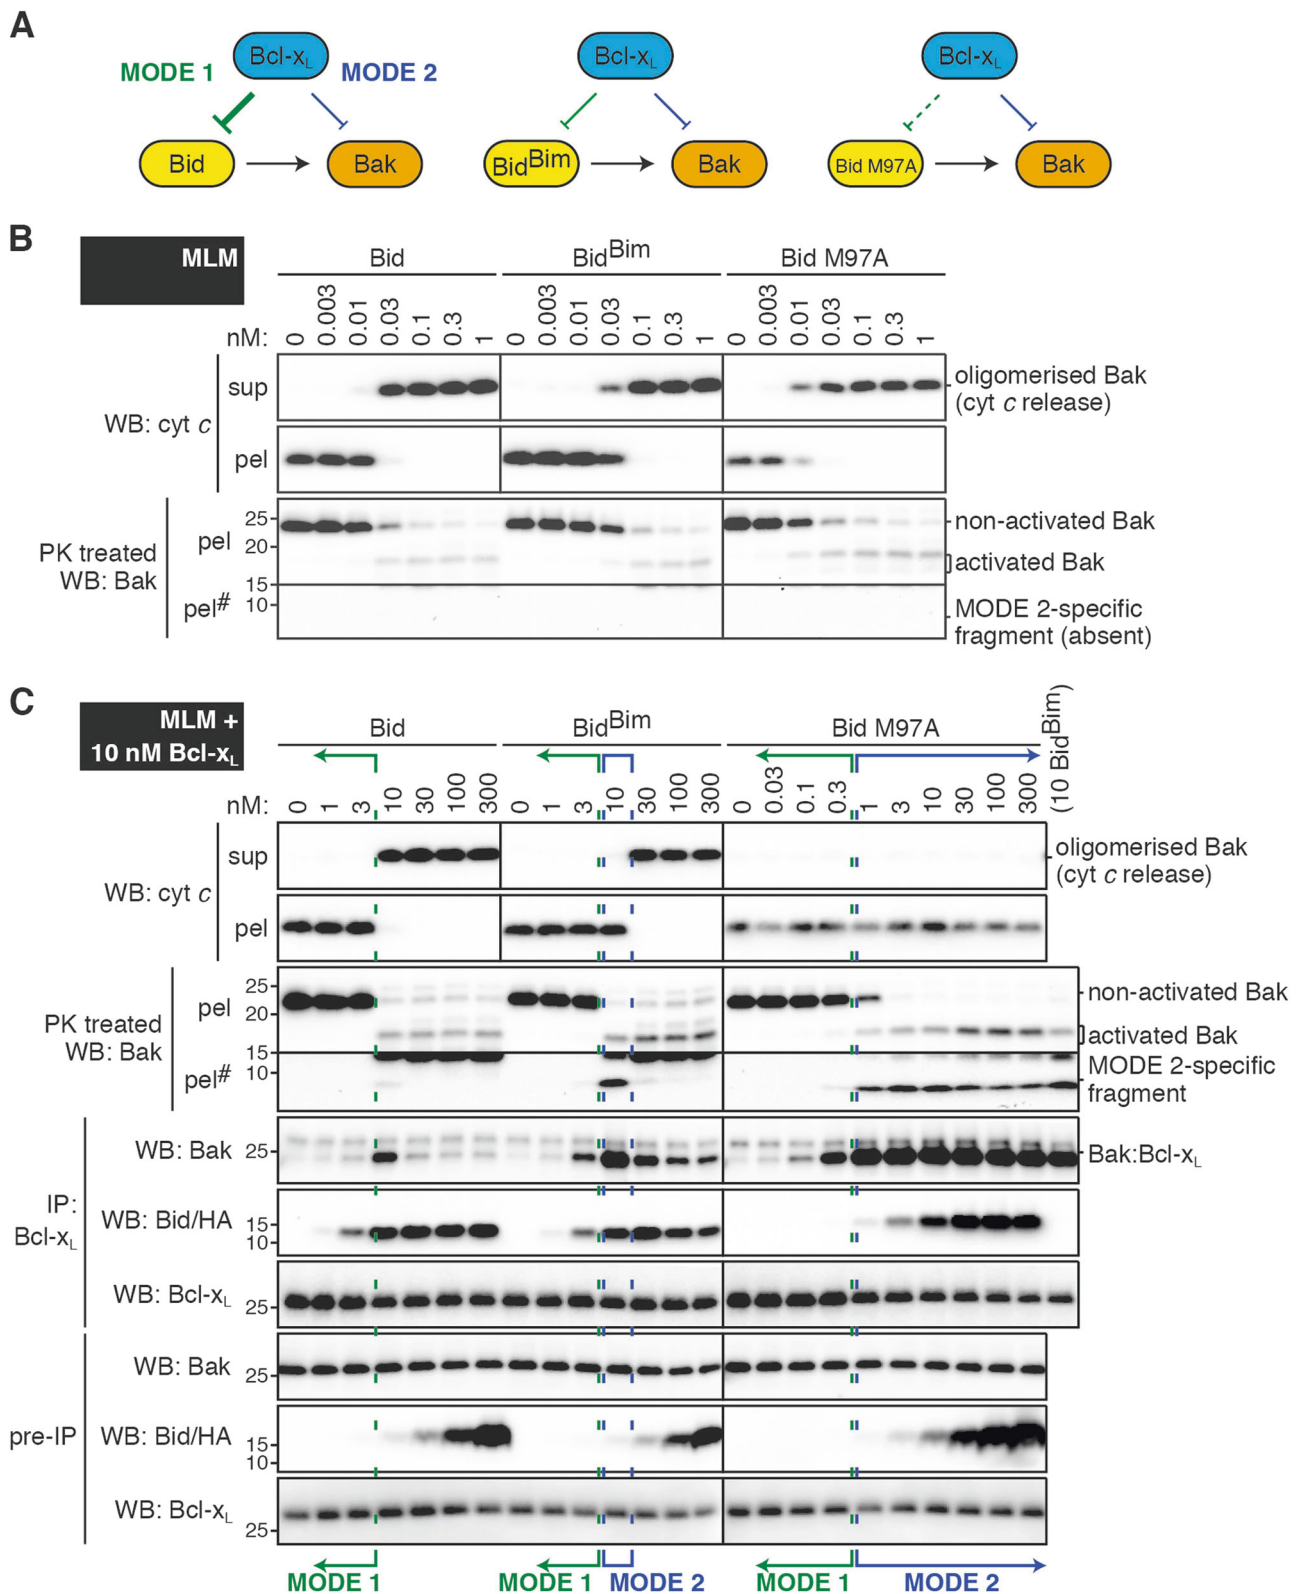 A
Bcl-xL Bcl-xL Bcl-xL
MODE 1 MODE 2
Bid Bak BidBim Bak Bid M97A Bak
B
MLM Bid BidBim Bid M97A
nM: 0 0.003 0.01 0.03 0.1 0.3 1 0 0.003 0.01 0.03 0.1 0.3 1 0 0.003 0.01 0.03 0.1 0.3 1
WB: cyt c sup oligomerised Bak
(cyt c release)
pel
PK treated
WB: Bak
pel 25 non-activated Bak
20 activated Bak
15
pel# 10 MODE 2-specific
fragment (absent)
C
MLM +
10 nM Bcl-xL
Bid BidBim Bid M97A (10 BidBim)
nM: 0 1 3 10 30 100 300 0 1 3 10 30 100 300 0 0.03 0.1 0.3 1 3 10 30 100 300
WB: cyt c sup oligomerised Bak
(cyt c release)
pel
PK treated
WB: Bak
pel 25 non-activated Bak
20
activated Bak
15
pel# 10 MODE 2-specific
fragment
IP:
Bcl-xL
WB: Bak 25 Bak:Bcl-xL
WB: Bid/HA 15
10
WB: Bcl-xL 25
pre-IP
WB: Bak 25
WB: Bid/HA 15
10
WB: Bcl-xL 25
MODE 1 MODE 1 MODE 2 MODE 1 MODE 2